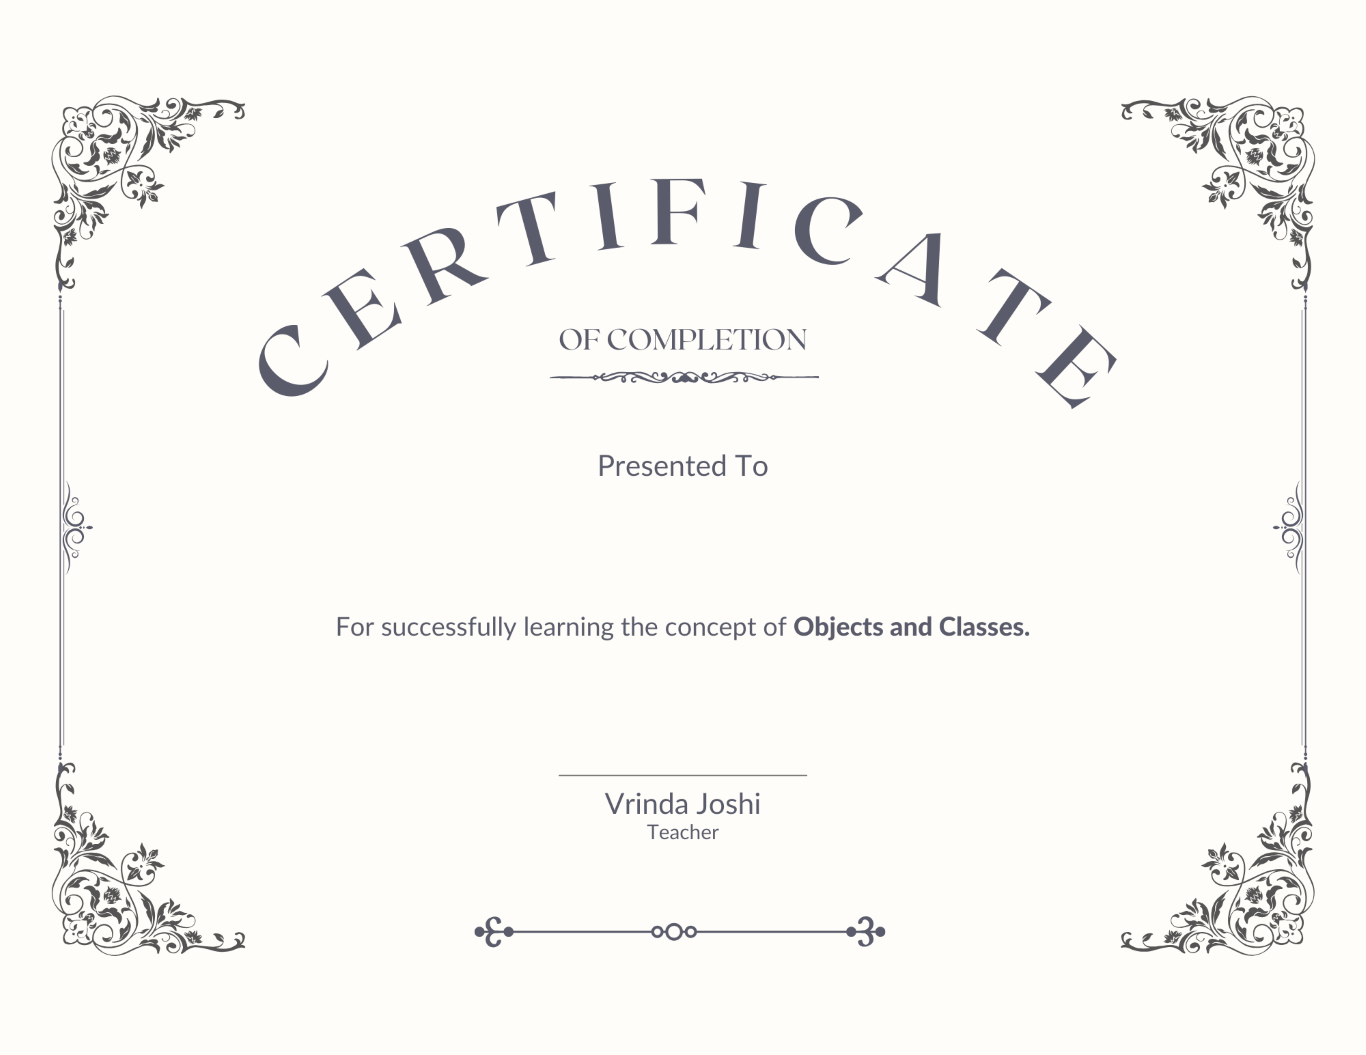 CERTIFICATE
OF COMPLETION
Presented To
For successfully learning the concept of Objects and Classes.
Vrinda Joshi
Teacher